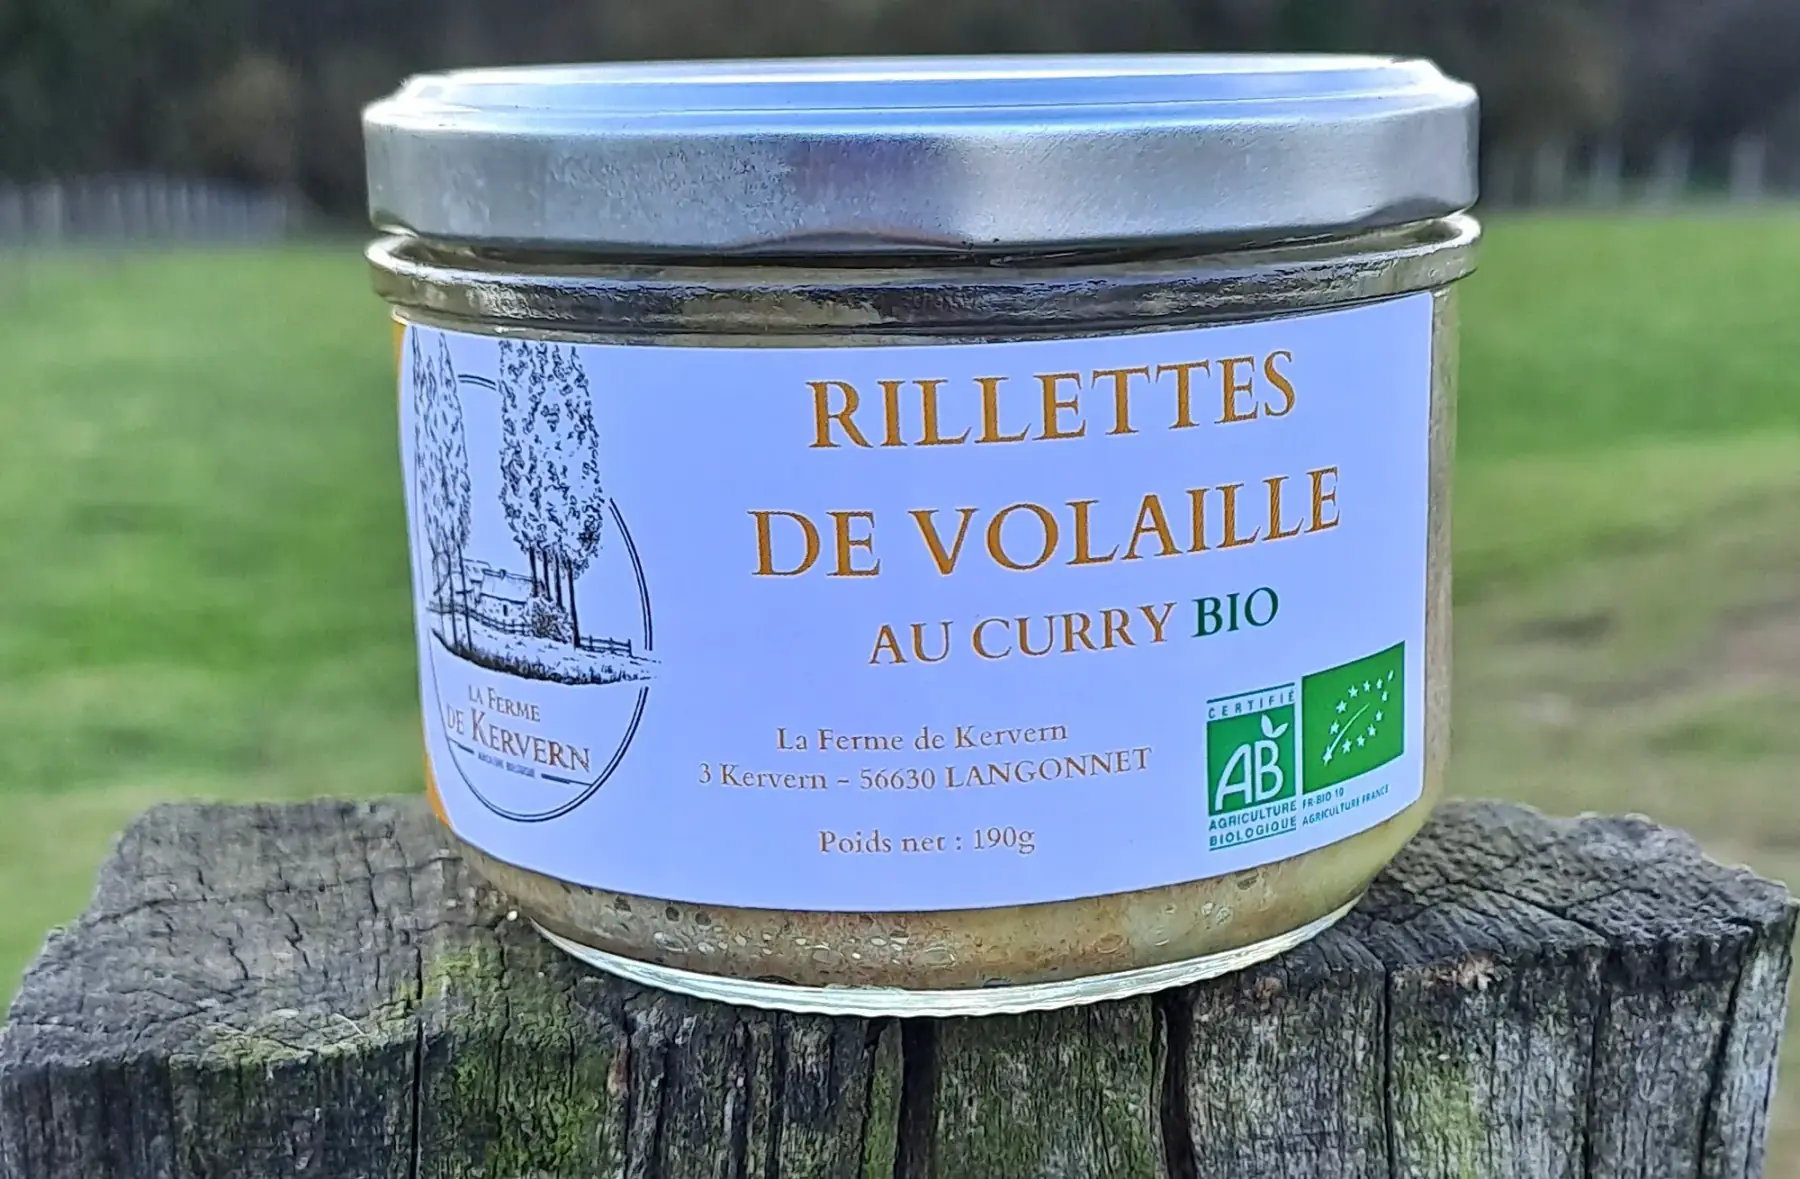 RILLETTES
DE VOLAILLE
AU CURRY BIO
LA FERME
DE KERVERN
La Ferme de Kervern
3 Kervern - 56630 LANGONNET
Poids net : 190g
CERTIFIÉ
AB
AGRICULTURE
BIOLOGIQUE
FR-BIO 10
AGRICULTURE FRANCE